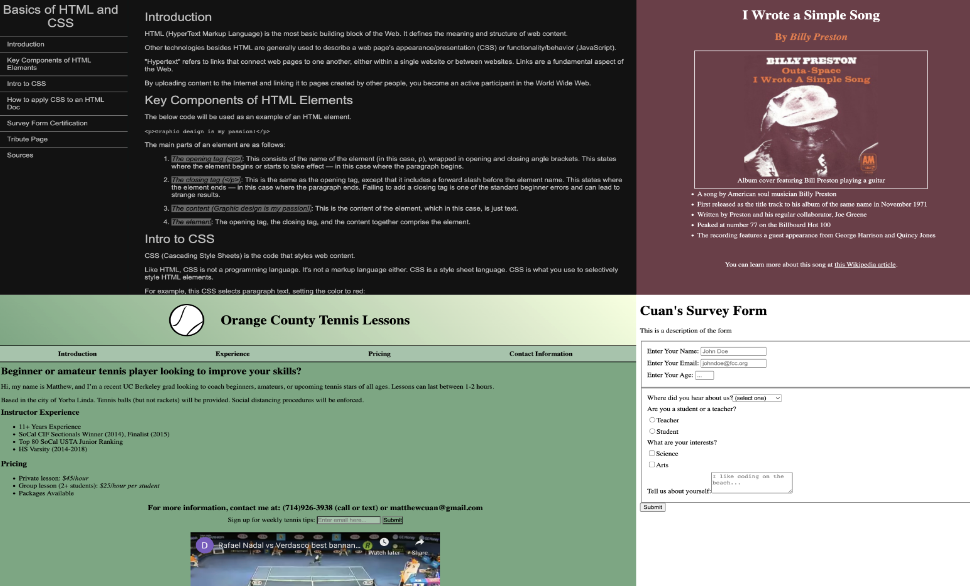 Basics of HTML and
CSS
Introduction
Key Components of HTML
Elements
Intro to CSS
How to apply CSS to an HTML
Doc
Survey Form Certification
Tribute Page
Sources
Introduction
HTML (HyperText Markup Language) is the most basic building block of the Web. It defines the meaning and structure of web content.
Other technologies besides HTML are generally used to describe a web page's appearance/presentation (CSS) or functionality/behavior (JavaScript).
"Hypertext" refers to links that connect web pages to one another, either within a single website or between websites. Links are a fundamental aspect of
the Web.
By uploading content to the Internet and linking it to pages created by other people, you become an active participant in the World Wide Web.
Key Components of HTML Elements
The below code will be used as an example of an HTML element.
<p>Graphic design is my passion!</p>
The main parts of an element are as follows:
1. The opening tag (<p>): This consists of the name of the element (in this case, p), wrapped in opening and closing angle brackets. This states
where the element begins or starts to take effect — in this case where the paragraph begins.
2. The closing tag (</p>): This is the same as the opening tag, except that it includes a forward slash before the element name. This states where
the element ends — in this case where the paragraph ends. Failing to add a closing tag is one of the standard beginner errors and can lead to
strange results.
3. The content (Graphic design is my passion): This is the content of the element, which in this case, is just text.
4. The element: The opening tag, the closing tag, and the content together comprise the element.
Intro to CSS
CSS (Cascading Style Sheets) is the code that styles web content.
Like HTML, CSS is not a programming language. It's not a markup language either. CSS is a style sheet language. CSS is what you use to selectively
style HTML elements.
For example, this CSS selects paragraph text, setting the color to red:
I Wrote a Simple Song
By Billy Preston
BILLY PRESTON
Outa-Space
I Wrote A Simple Song
AM
Album cover featuring Bill Preston playing a guitar
• A song by American soul musician Billy Preston
• First released as the title track to his album of the same name in November 1971
• Written by Preston and his regular collaborator, Joe Greene
• Peaked at number 77 on the Billboard Hot 100
• The recording features a guest appearance from George Harrison and Quincy Jones
You can learn more about this song at this Wikipedia article.
Orange County Tennis Lessons
Introduction Experience Pricing Contact Information
Beginner or amateur tennis player looking to improve your skills?
Hi, my name is Matthew, and I'm a recent UC Berkeley grad looking to coach beginners, amateurs, or upcoming tennis stars of all ages. Lessons can last between 1-2 hours.
Based in the city of Yorba Linda. Tennis balls (but not rackets) will be provided. Social distancing procedures will be enforced.
Instructor Experience
• 11+ Years Experience
• SoCal CIF Sectionals Winner (2014), Finalist (2015)
• Top 80 SoCal USTA Junior Ranking
• HS Varsity (2014-2018)
Pricing
• Private lesson: $45/hour
• Group lesson (2+ students): $25/hour per student
• Packages Available
For more information, contact me at: (714)926-3938 (call or text) or matthewcuan@gmail.com
Sign up for weekly tennis tips: Enter email here... Submit
D Rafael Nadal vs Verdasco best bannan...
Watch later Share
Cuan's Survey Form
This is a description of the form
Enter Your Name: John Doe
Enter Your Email: johndoe@fcc.org
Enter Your Age: ...
Where did you hear about us? (select one)
Are you a student or a teacher?
Teacher
Student
What are your interests?
Science
Arts
I like coding on the
beach...
Tell us about yourself:
Submit